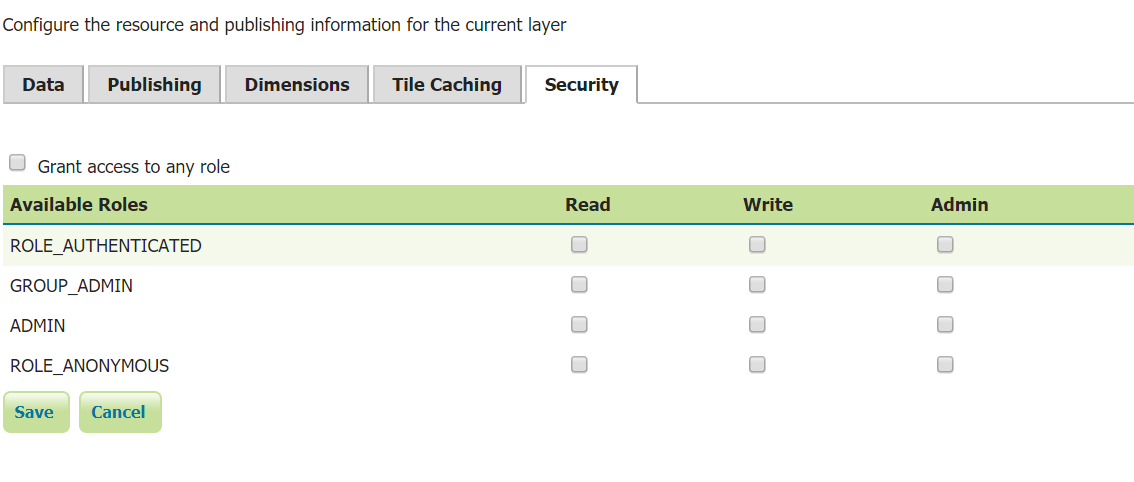 Configure the resource and publishing information for the current layer
Data Publishing Dimensions Tile Caching Security
Grant access to any role
Available Roles Read Write Admin
ROLE_AUTHENTICATED
GROUP_ADMIN
ADMIN
ROLE_ANONYMOUS
Save Cancel